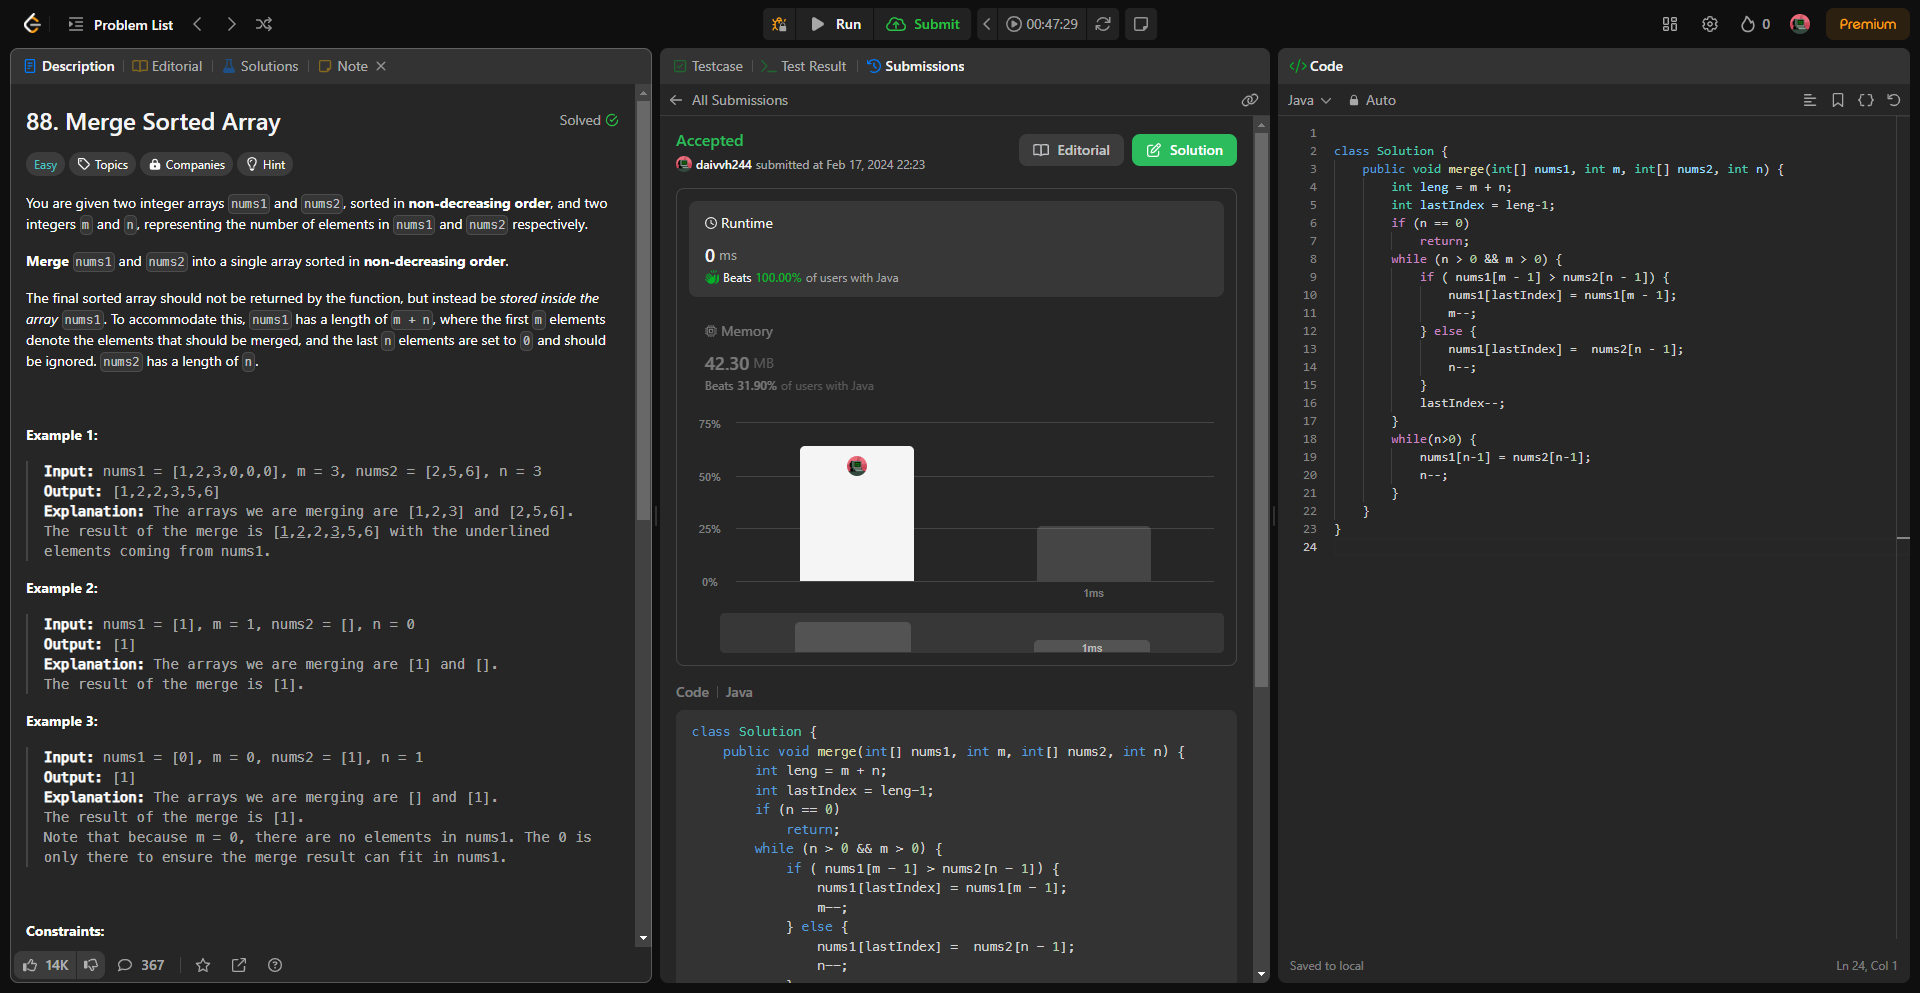 Problem List
Run
Submit
00:47:29
0
Premium
Description
Editorial
Solutions
Note
88. Merge Sorted Array
Solved
Easy
Topics
Companies
Hint
You are given two integer arrays nums1 and nums2, sorted in non-decreasing order, and two
integers m and n, representing the number of elements in nums1 and nums2 respectively.
Merge nums1 and nums2 into a single array sorted in non-decreasing order.
The final sorted array should not be returned by the function, but instead be stored inside the
array nums1. To accommodate this, nums1 has a length of m + n, where the first m elements
denote the elements that should be merged, and the last n elements are set to 0 and should
be ignored. nums2 has a length of n.
Example 1:
Input: nums1 = [1,2,3,0,0,0], m = 3, nums2 = [2,5,6], n = 3
Output: [1,2,2,3,5,6]
Explanation: The arrays we are merging are [1,2,3] and [2,5,6].
The result of the merge is [1,2,2,3,5,6] with the underlined
elements coming from nums1.
Example 2:
Input: nums1 = [1], m = 1, nums2 = [], n = 0
Output: [1]
Explanation: The arrays we are merging are [1] and [].
The result of the merge is [1].
Example 3:
Input: nums1 = [0], m = 0, nums2 = [1], n = 1
Output: [1]
Explanation: The arrays we are merging are [] and [1].
The result of the merge is [1].
Note that because m = 0, there are no elements in nums1. The 0 is
only there to ensure the merge result can fit in nums1.
Constraints:
14K
367
Testcase
Test Result
Submissions
All Submissions
Accepted
daivvh244 submitted at Feb 17, 2024 22:23
Editorial
Solution
Runtime
0 ms
Beats 100.00% of users with Java
Memory
42.30 MB
Beats 31.90% of users with Java
75%
50%
25%
0%
1ms
1ms
Code
Java
class Solution {
public void merge(int[] nums1, int m, int[] nums2, int n) {
int leng = m + n;
int lastIndex = leng-1;
if (n == 0)
return;
while (n > 0 && m > 0) {
if ( nums1[m - 1] > nums2[n - 1]) {
nums1[lastIndex] = nums1[m - 1];
m--;
} else {
nums1[lastIndex] =  nums2[n - 1];
n--;
}
Code
Java
Auto
1
2 class Solution {
3 public void merge(int[] nums1, int m, int[] nums2, int n) {
4 int leng = m + n;
5 int lastIndex = leng-1;
6 if (n == 0)
7 return;
8 while (n > 0 && m > 0) {
9 if ( nums1[m - 1] > nums2[n - 1]) {
10 nums1[lastIndex] = nums1[m - 1];
11 m--;
12 } else {
13 nums1[lastIndex] =  nums2[n - 1];
14 n--;
15 }
16 lastIndex--;
17 }
18 while(n>0) {
19 nums1[n-1] = nums2[n-1];
20 n--;
21 }
22 }
23 }
24
Saved to local
Ln 24, Col 1